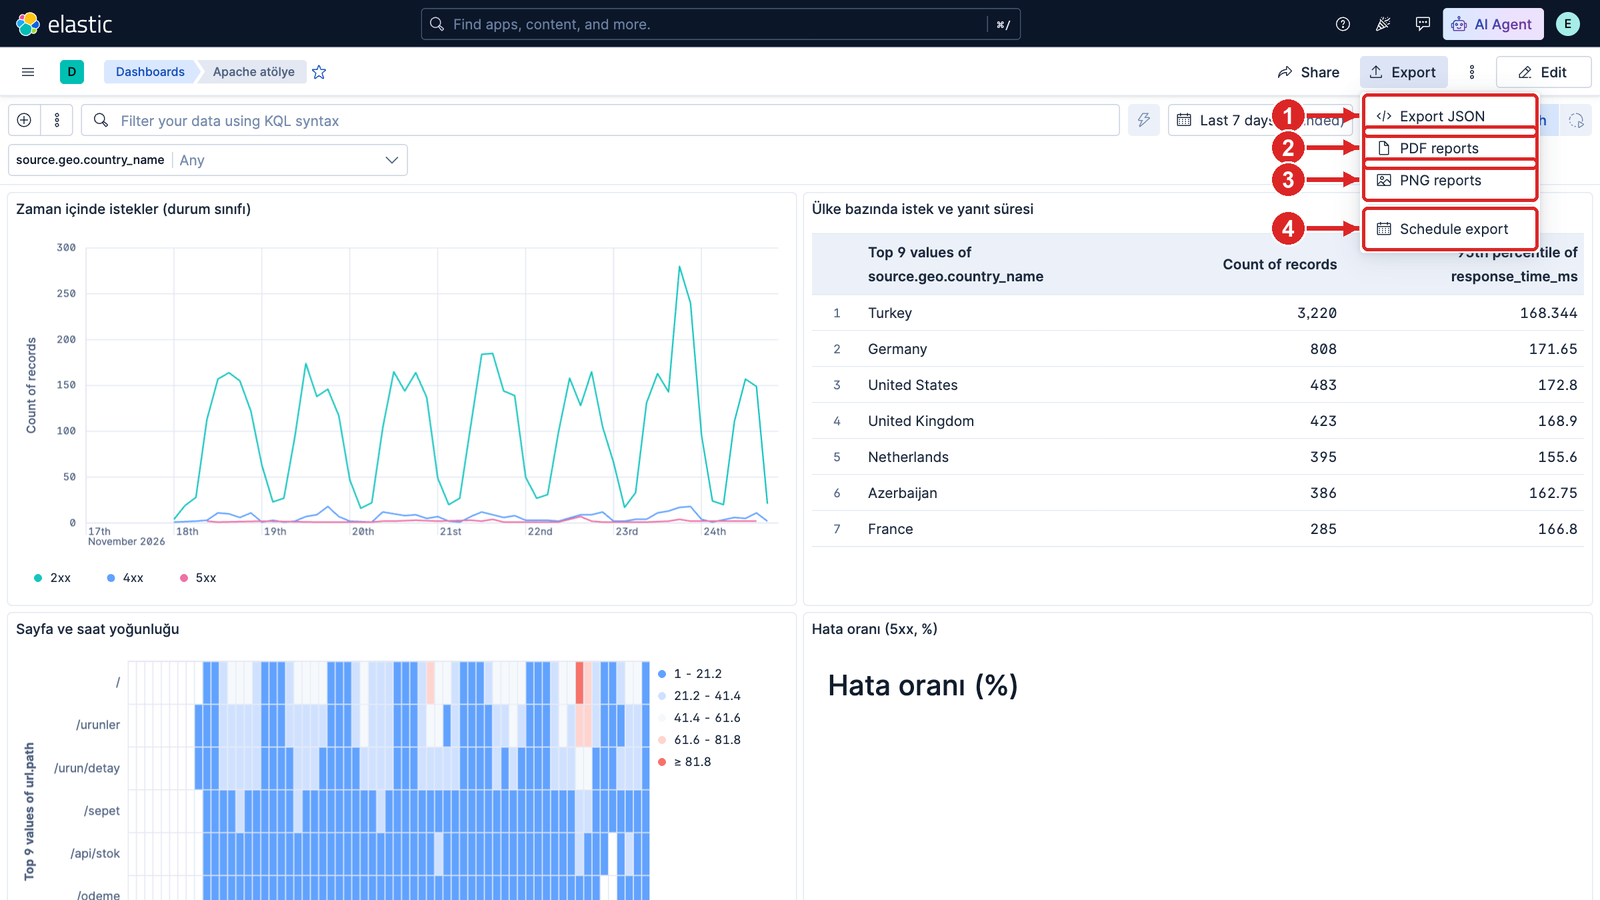 elastic
Find apps, content, and more.
⌘/
AI Agent
E
D
Dashboards
Apache atölye
Share
Export
Edit
Filter your data using KQL syntax
Last 7 days
nded)
h
source.geo.country_name
Any
1
Export JSON
2
PDF reports
3
PNG reports
4
Schedule export
Zaman içinde istekler (durum sınıfı)
Count of records
300
250
200
150
100
50
0
17th
18th
19th
20th
21st
22nd
23rd
24th
November 2026
2xx
4xx
5xx
Ülke bazında istek ve yanıt süresi
Top 9 values of source.geo.country_name
Count of records
95th percentile of response_time_ms
1 Turkey 3,220 168.344
2 Germany 808 171.65
3 United States 483 172.8
4 United Kingdom 423 168.9
5 Netherlands 395 155.6
6 Azerbaijan 386 162.75
7 France 285 166.8
Sayfa ve saat yoğunluğu
Top 9 values of url.path
/
/urunler
/urun/detay
/sepet
/api/stok
/odeme
1 - 21.2
21.2 - 41.4
41.4 - 61.6
61.6 - 81.8
≥ 81.8
Hata oranı (5xx, %)
Hata oranı (%)